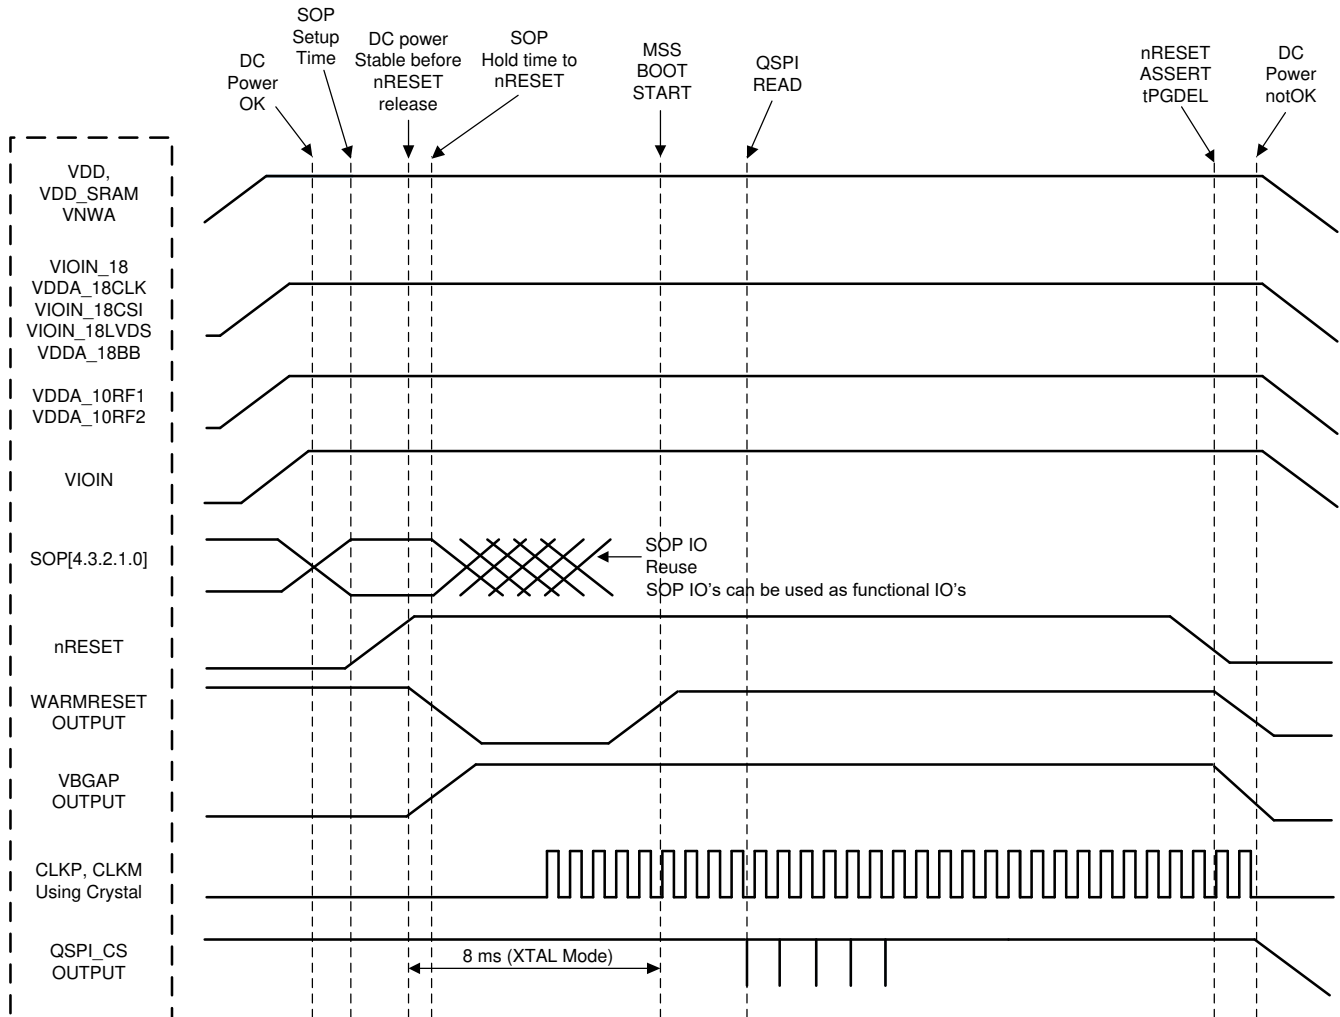 SOP
Setup
Time
DC
Power
OK
DC power
Stable before
nRESET
release
SOP
Hold time to
nRESET
MSS
BOOT
START
QSPI
READ
nRESET
ASSERT
tPGDEL
DC
Power
notOK
VDD,
VDD_SRAM
VNWA
VIOIN_18
VDDA_18CLK
VIOIN_18CSI
VIOIN_18LVDS
VDDA_18BB
VDDA_10RF1
VDDA_10RF2
VIOIN
SOP[4.3.2.1.0]
SOP IO
Reuse
SOP IO's can be used as functional IO's
nRESET
WARMRESET
OUTPUT
VBGAP
OUTPUT
CLKP, CLKM
Using Crystal
QSPI_CS
OUTPUT
8 ms (XTAL Mode)